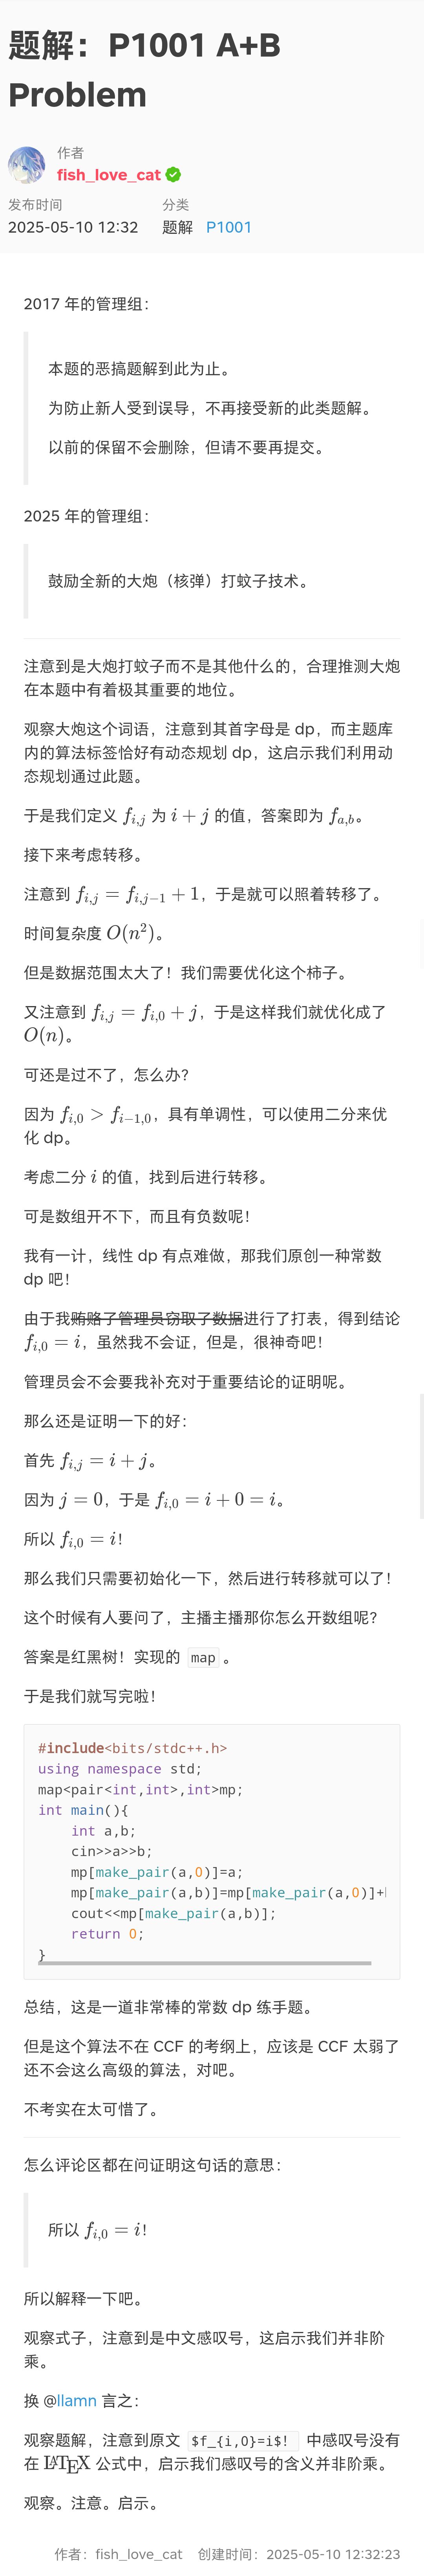 题解：P1001 A+B
Problem
作者
fish_love_cat
发布时间
分类
2025-05-10 12:32
题解 P1001
2017 年的管理组：
本题的恶搞题解到此为止。
为防止新人受到误导，不再接受新的此类题解。
以前的保留不会删除，但请不要再提交。
2025 年的管理组：
鼓励全新的大炮（核弹）打蚊子技术。
注意到是大炮打蚊子而不是其他什么的，合理推测大炮
在本题中有着极其重要的地位。
观察大炮这个词语，注意到其首字母是 dp，而主题库
内的算法标签恰好有动态规划 dp，这启示我们利用动
态规划通过此题。
于是我们定义 f_{i,j} 为 i + j 的值，答案即为 f_{a,b}。
接下来考虑转移。
注意到 f_{i,j} = f_{i,j−1} + 1，于是就可以照着转移了。
时间复杂度 O(n²)。
但是数据范围太大了！我们需要优化这个柿子。
又注意到 f_{i,j} = f_{i,0} + j，于是这样我们就优化成了
O(n)。
可还是过不了，怎么办？
因为 f_{i,0} > f_{i−1,0}，具有单调性，可以使用二分来优
化 dp。
考虑二分 i 的值，找到后进行转移。
可是数组开不下，而且有负数呢！
我有一计，线性 dp 有点难做，那我们原创一种常数
dp 吧！
由于我贿赂了管理员窃取了数据进行了打表，得到结论
f_{i,0} = i，虽然我不会证，但是，很神奇吧！
管理员会不会要我补充对于重要结论的证明呢。
那么还是证明一下的好：
首先 f_{i,j} = i + j。
因为 j = 0，于是 f_{i,0} = i + 0 = i。
所以 f_{i,0} = i！
那么我们只需要初始化一下，然后进行转移就可以了！
这个时候有人要问了，主播主播那你怎么开数组呢？
答案是红黑树！实现的 map 。
于是我们就写完啦！
#include<bits/stdc++.h>
using namespace std;
map<pair<int,int>,int>mp;
int main(){
    int a,b;
    cin>>a>>b;
    mp[make_pair(a,0)]=a;
    mp[make_pair(a,b)]=mp[make_pair(a,0)]+
    cout<<mp[make_pair(a,b)];
    return 0;
}
总结，这是一道非常棒的常数 dp 练手题。
但是这个算法不在 CCF 的考纲上，应该是 CCF 太弱了
还不会这么高级的算法，对吧。
不考实在太可惜了。
怎么评论区都在问证明这句话的意思：
所以 f_{i,0} = i！
所以解释一下吧。
观察式子，注意到是中文感叹号，这启示我们并非阶
乘。
换 @llamn 言之：
观察题解，注意到原文 $f_{i,0}=i$！ 中感叹号没有
在 LATEX 公式中，启示我们感叹号的含义并非阶乘。
观察。注意。启示。
作者：fish_love_cat 创建时间：2025-05-10 12:32:23